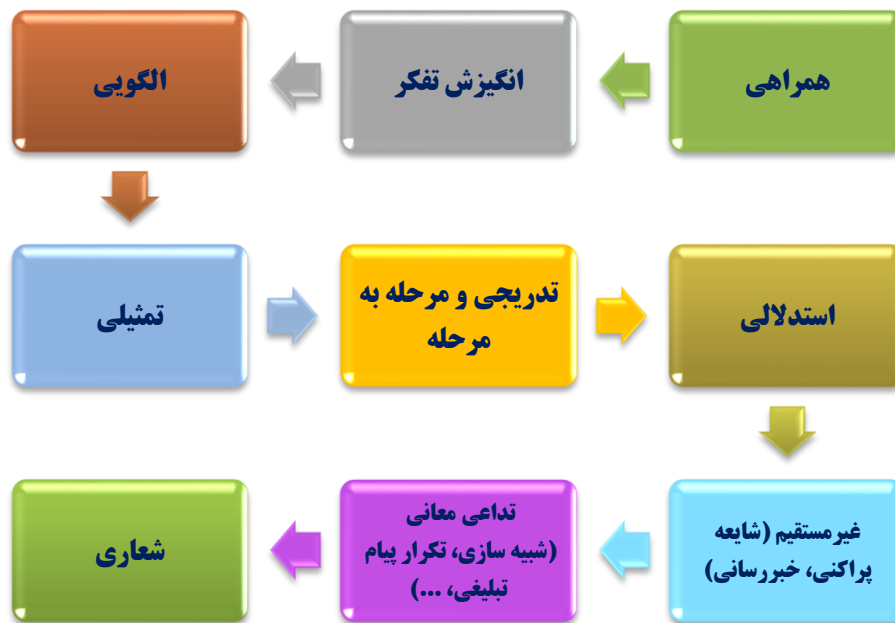 همراهی
انگیزش تفکر
الگویی
تمثیلی
تدریجی و مرحله به
مرحله
استدلالی
غیرمستقیم (شایعه
پراکنی، خبررسانی)
تداعی معانی
(شبیه سازی، تکرار پیام
تبلیغی، ...)
شعاری